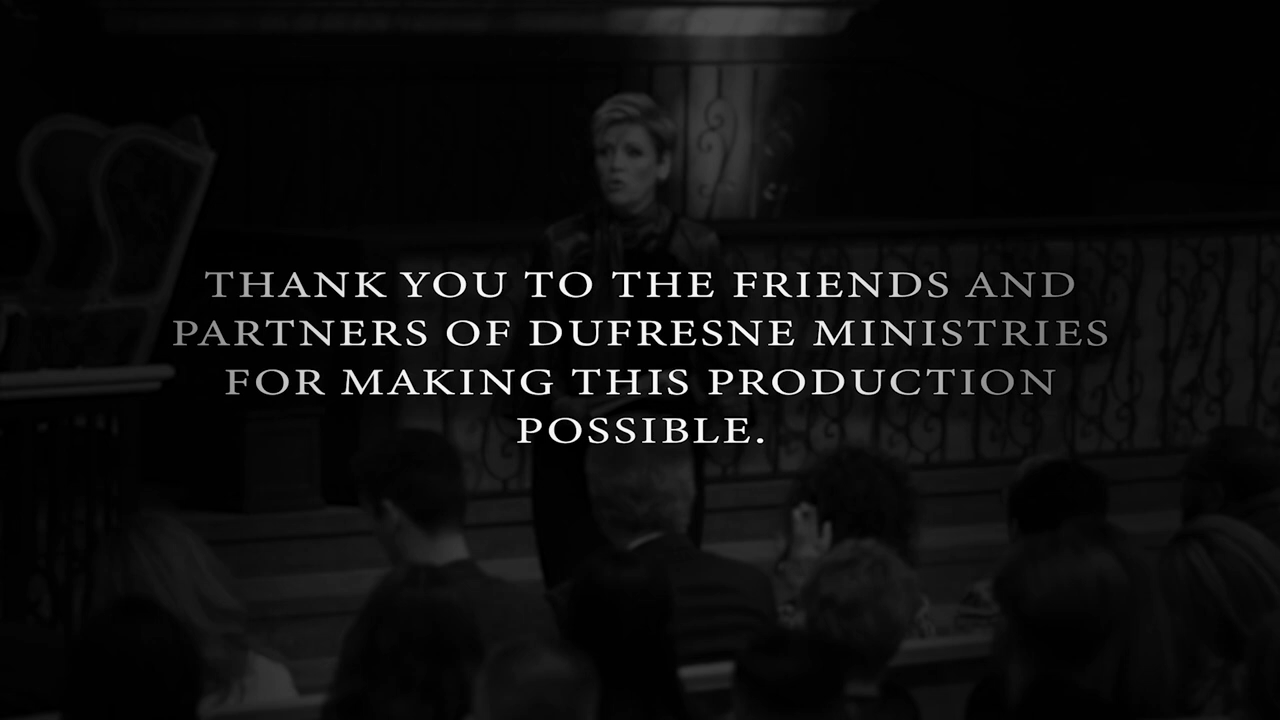 THANK YOU TO THE FRIENDS AND
PARTNERS OF DUFRESNE MINISTRIES
FOR MAKING THIS PRODUCTION
POSSIBLE.